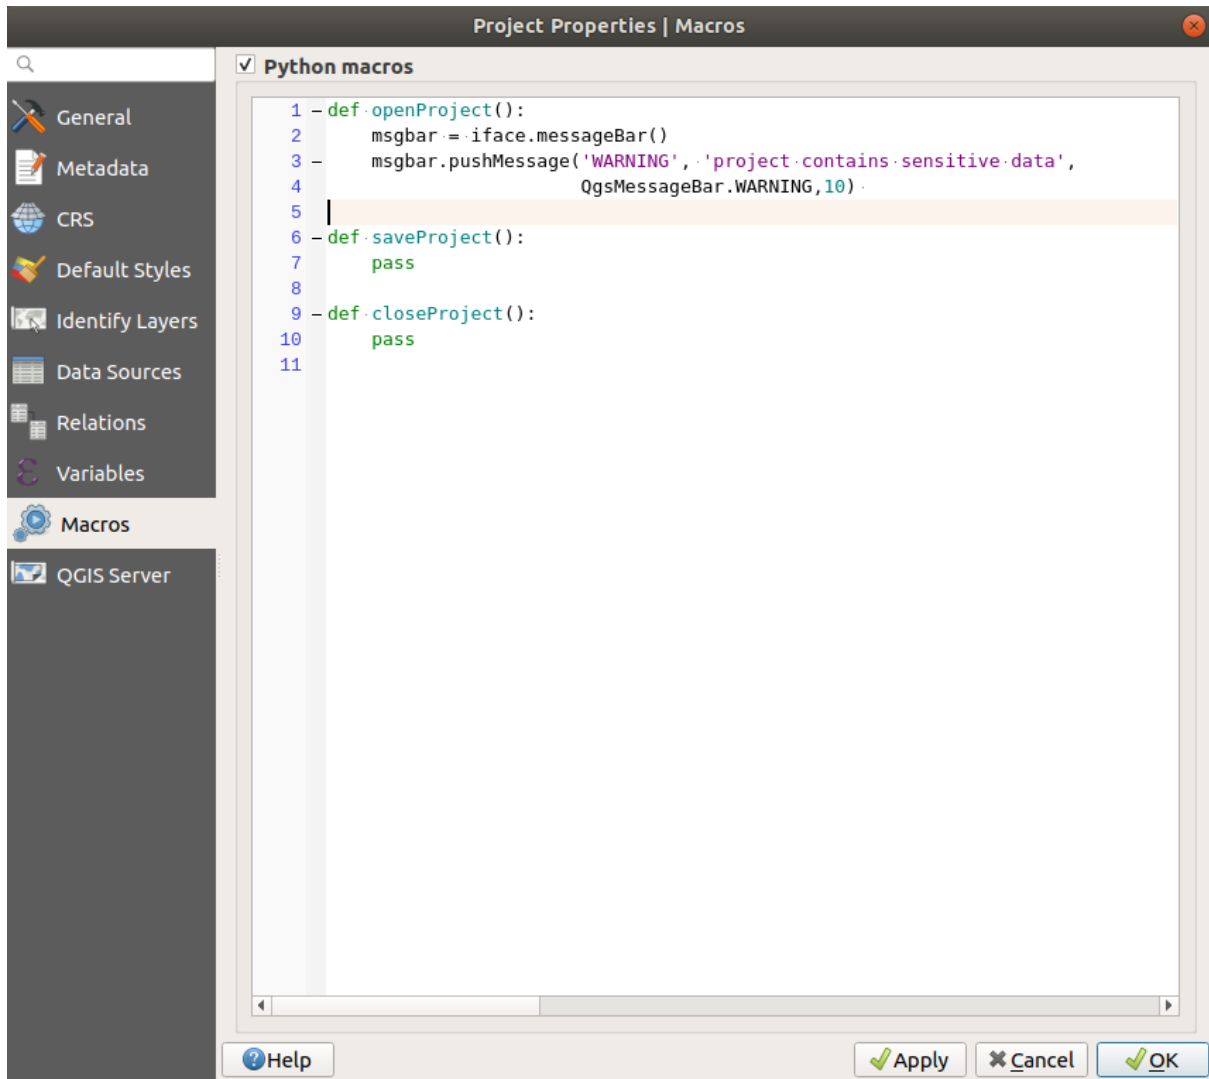 Project Properties | Macros
General
Metadata
CRS
Default Styles
Identify Layers
Data Sources
Relations
Variables
Macros
QGIS Server
Python macros
1 def openProject():
2     msgbar = iface.messageBar()
3     msgbar.pushMessage('WARNING', 'project contains sensitive data',
4                        QgsMessageBar.WARNING,10)
5
6 def saveProject():
7     pass
8
9 def closeProject():
10     pass
11
Help
Apply
Cancel
OK